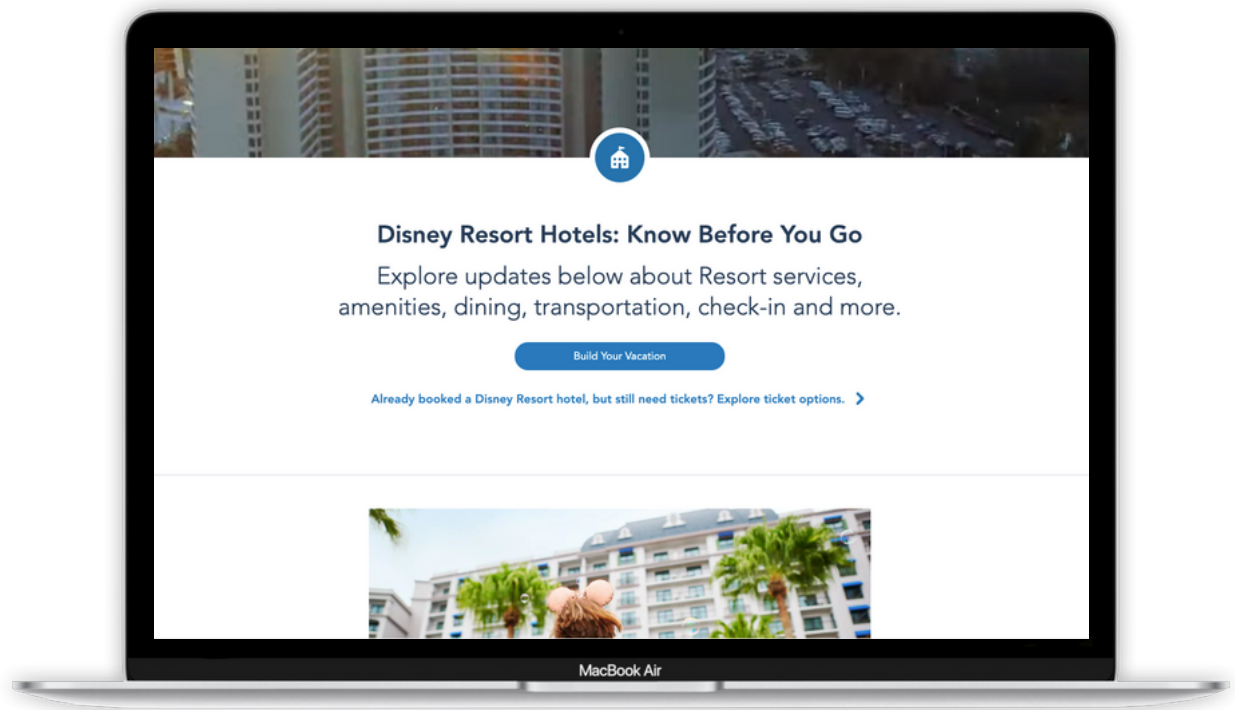 Disney Resort Hotels: Know Before You Go
Explore updates below about Resort services,
amenities, dining, transportation, check-in and more.
Build Your Vacation
Already booked a Disney Resort hotel, but still need tickets? Explore ticket options.
MacBook Air